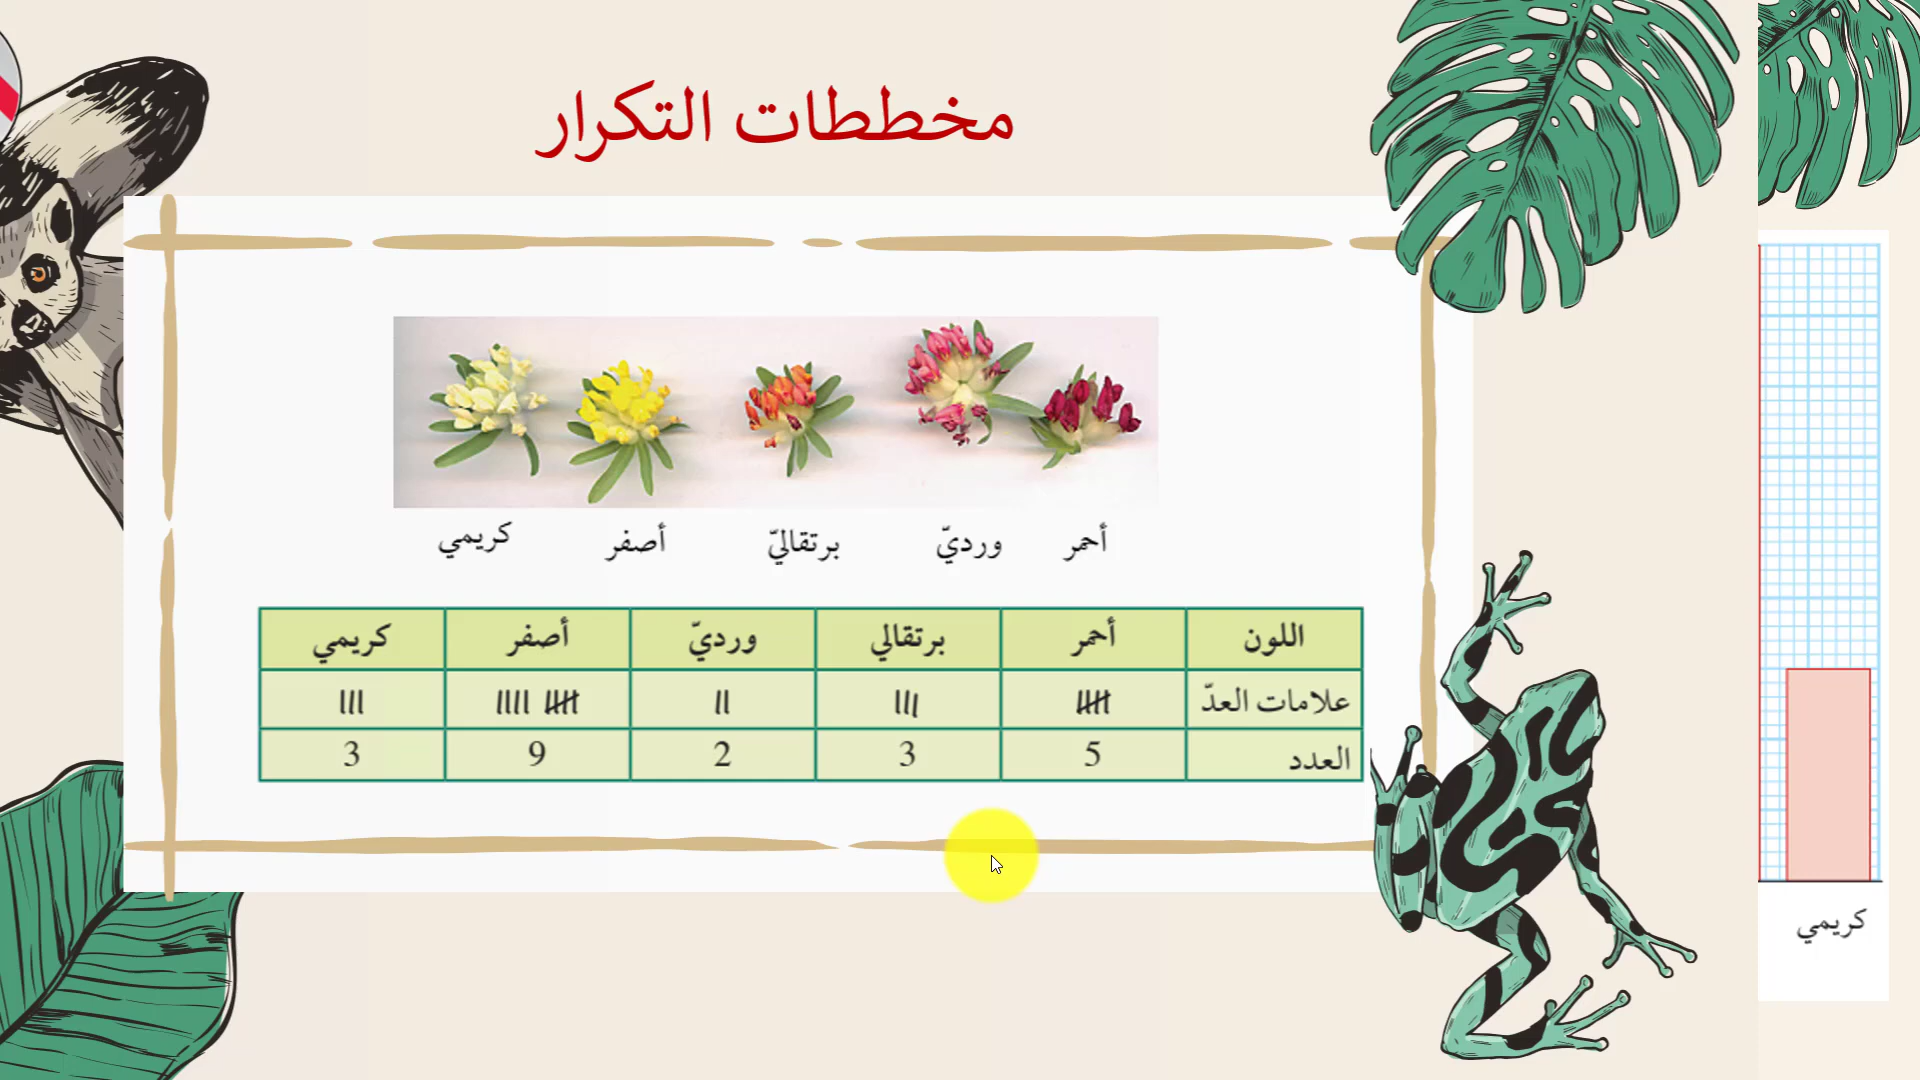 مخططات التكرار
أحمر ورديّ برتقاليّ أصفر كريمي
اللون أحمر برتقالي ورديّ أصفر كريمي
علامات العدّ
العدد 5 3 2 9 3
كريمي